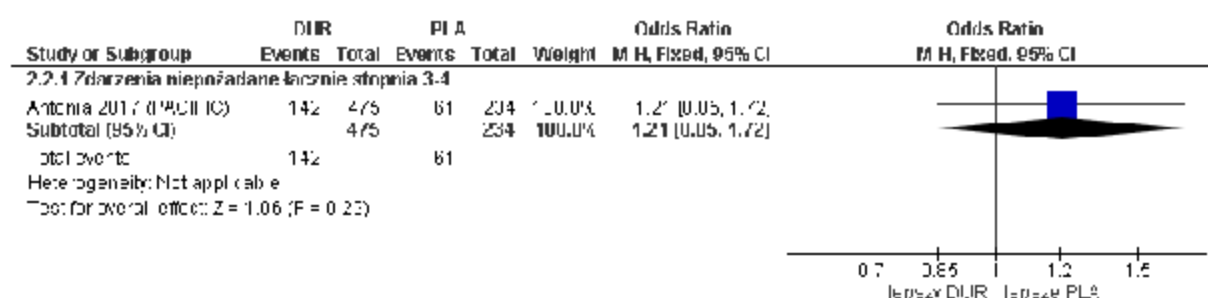 DUR PLA Odds Ratio Odds Ratio
Study or Subgroup Events Total Events Total Weight M-H, Fixed, 95% CI M-H, Fixed, 95% CI
2.2.1 Zdarzenia niepożądane łącznie stopnia 3-4
Antonia 2017 (PACIFIC) 142 475 61 234 100.0% 1.21 [0.85, 1.72]
Subtotal (95% CI) 475 234 100.0% 1.21 [0.85, 1.72]
Total events 142 61
Heterogeneity: Not applicable
Test for overall effect: Z = 1.06 (P =
0.7 0.85 1 1.2 1.5
lepszy DUR lepsze PLA